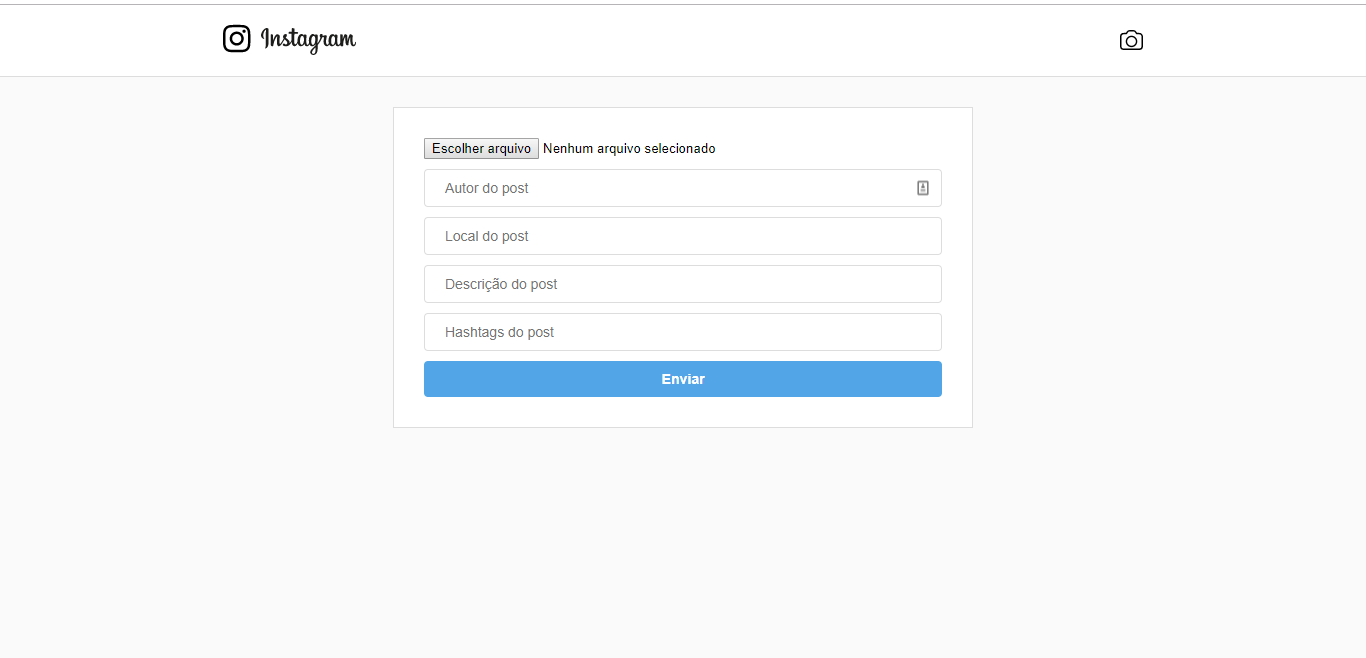 Instagram
Escolher arquivo Nenhum arquivo selecionado
Autor do post
Local do post
Descrição do post
Hashtags do post
Enviar